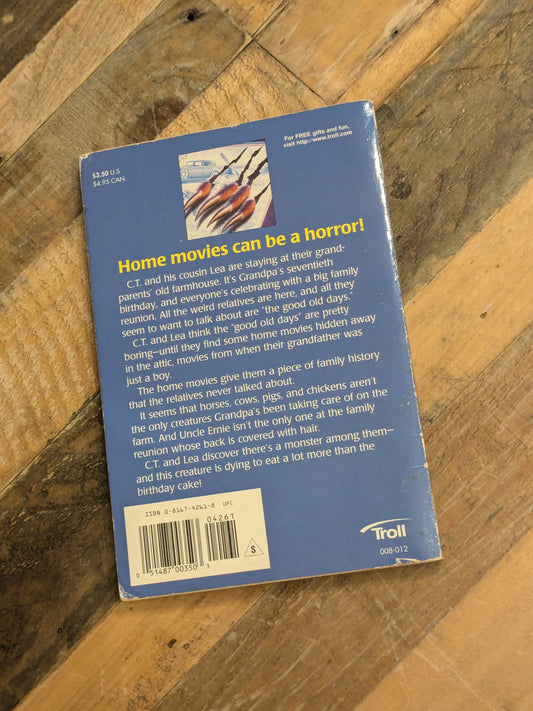 For FREE gifts and fun,
visit http://www.troll.com
$3.50 U.S.
$4.95 CAN.
Home movies can be a horror!
C.T. and his cousin Lea are staying at their grand-
parents' old farmhouse. It's Grandpa's seventieth
birthday, and everyone's celebrating with a big family
reunion. All the weird relatives are here, and all they
seem to want to talk about are "the good old days."
C.T. and Lea think the "good old days" are pretty
boring—until they find some home movies hidden away
in the attic, movies from when their grandfather was
just a boy.
The home movies give them a piece of family history
that the relatives never talked about.
It seems that horses, cows, pigs, and chickens aren't
the only creatures Grandpa's been taking care of on the
farm. And Uncle Ernie isn't the only one at the family
reunion whose back is covered with hair.
C.T. and Lea discover there's a monster among them—
and this creature is dying to eat a lot more than the
birthday cake!
ISBN 0-8167-4261-8 UPC
04261
0 51487 00350 3
S
Troll
008-012